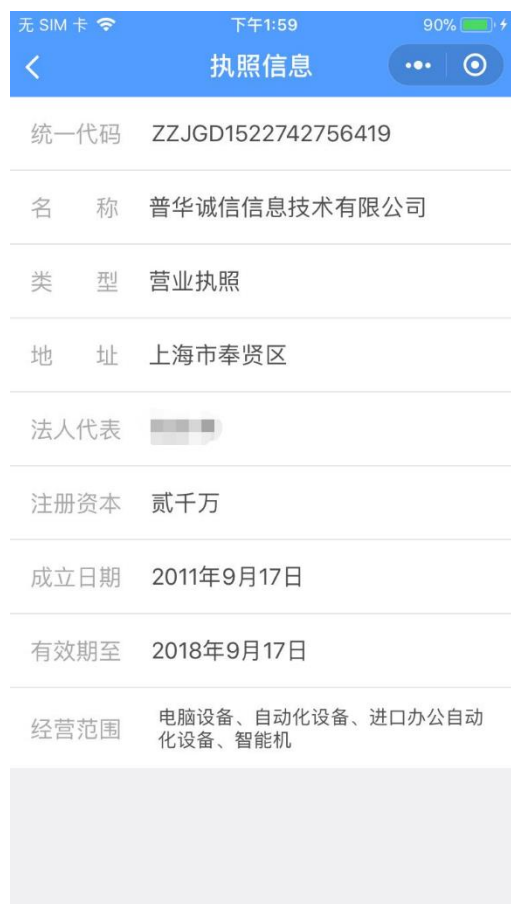 无 SIM 卡 下午1:59 90%
执照信息
统一代码 ZZJGD1522742756419
名 称 普华诚信信息技术有限公司
类 型 营业执照
地 址 上海市奉贤区
法人代表
注册资本 贰千万
成立日期 2011年9月17日
有效期至 2018年9月17日
经营范围 电脑设备、自动化设备、进口办公自动
化设备、智能机